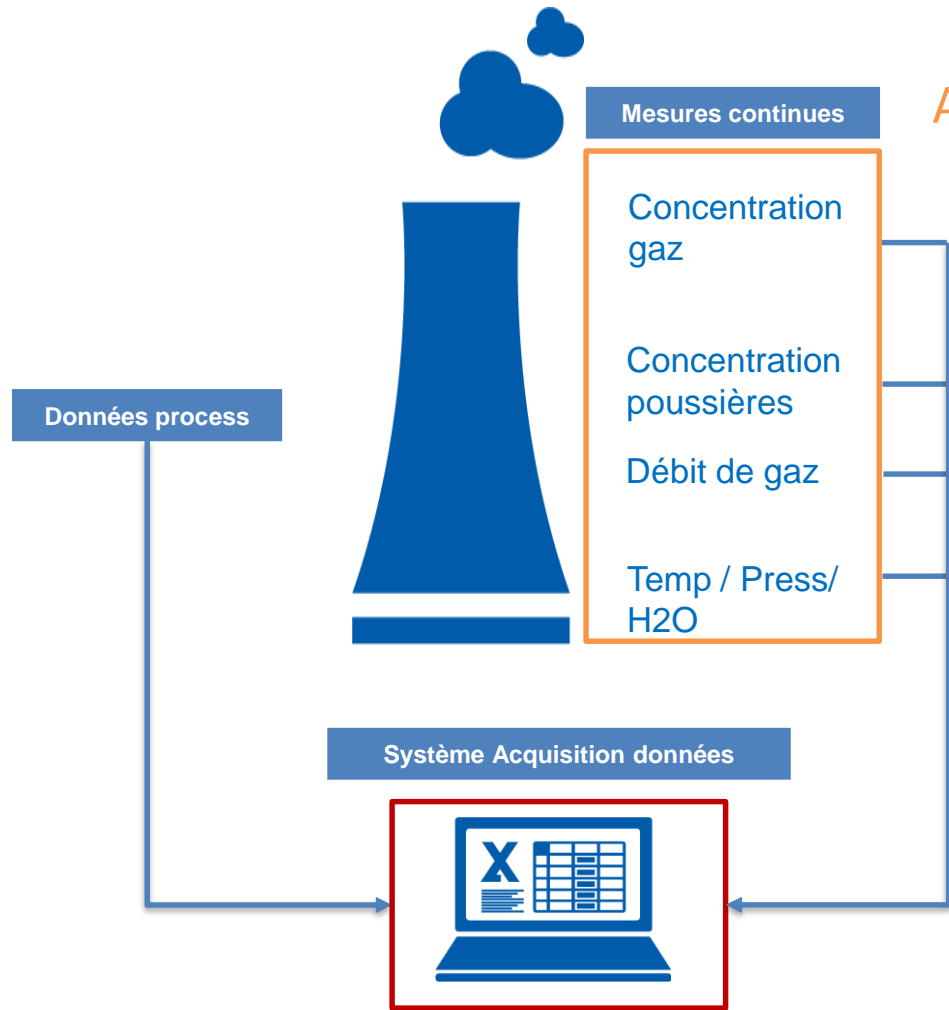 Mesures continues
A
Concentration
gaz
Concentration
poussières
Données process
Débit de gaz
Temp / Press/
H2O
Système Acquisition données
X